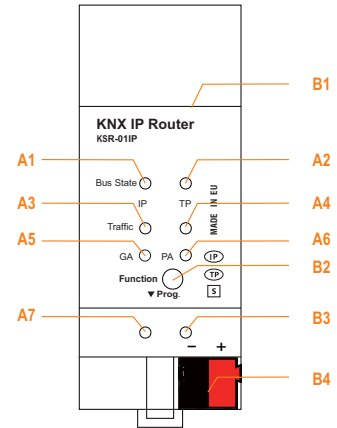 B1
KNX IP Router
KSR-01IP
A1
A2
Bus State
IP
TP
A3
A4
Traffic
MADE IN EU
A5
GA
PA
A6
IP
B2
Function
TP
▼ Prog.
S
A7
B3
– +
B4